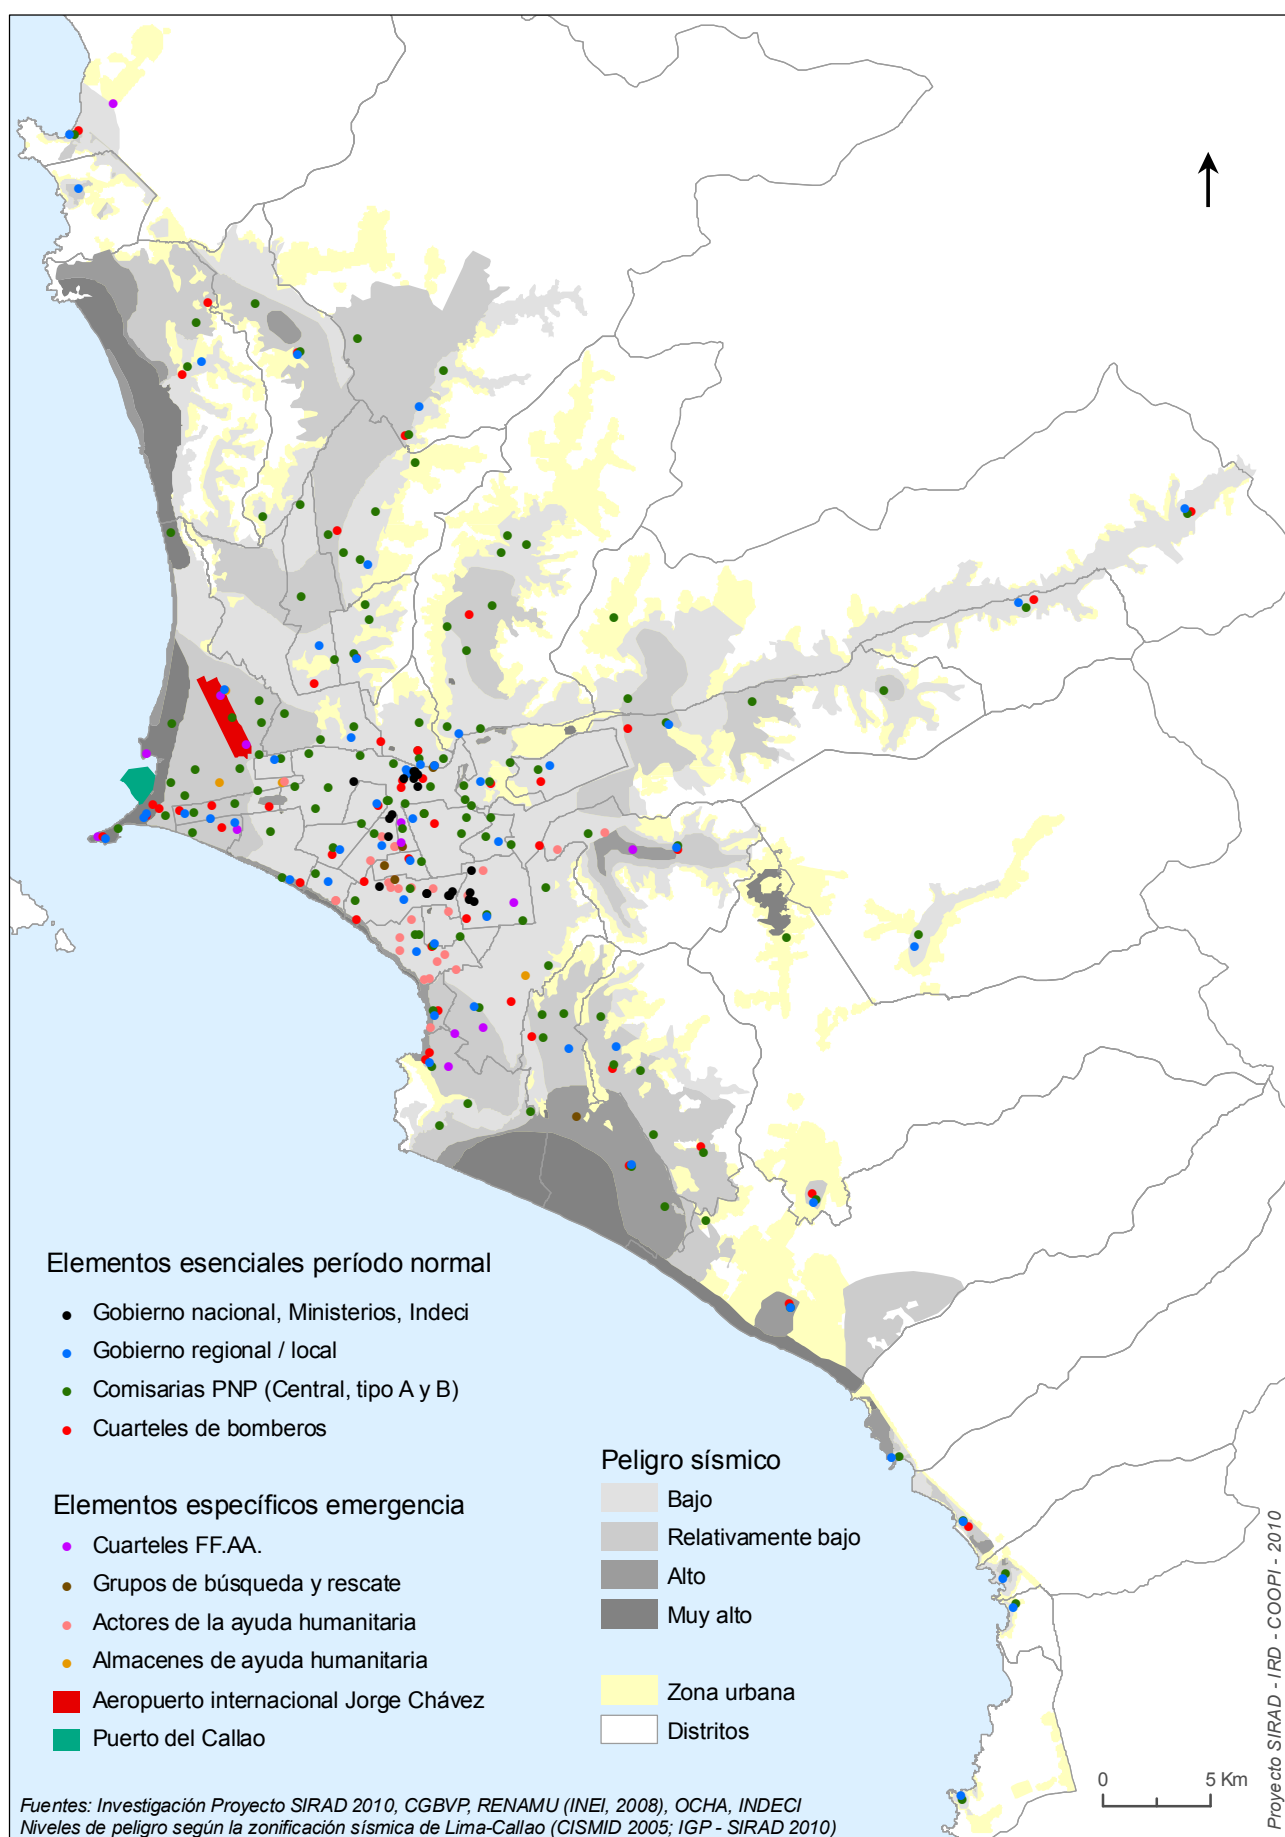 Elementos esenciales período normal
Gobierno nacional, Ministerios, Indeci
Gobierno regional / local
Comisarias PNP (Central, tipo A y B)
Cuarteles de bomberos
Elementos específicos emergencia
Cuarteles FF.AA.
Grupos de búsqueda y rescate
Actores de la ayuda humanitaria
Almacenes de ayuda humanitaria
Aeropuerto internacional Jorge Chávez
Puerto del Callao
Peligro sísmico
Bajo
Relativamente bajo
Alto
Muy alto
Zona urbana
Distritos
0 5 Km
Fuentes: Investigación Proyecto SIRAD 2010, CGBVP, RENAMU (INEI, 2008), OCHA, INDECI
Niveles de peligro según la zonificación sísmica de Lima-Callao (CISMID 2005; IGP - SIRAD 2010)
Proyecto SIRAD - IRD - COOPI - 2010